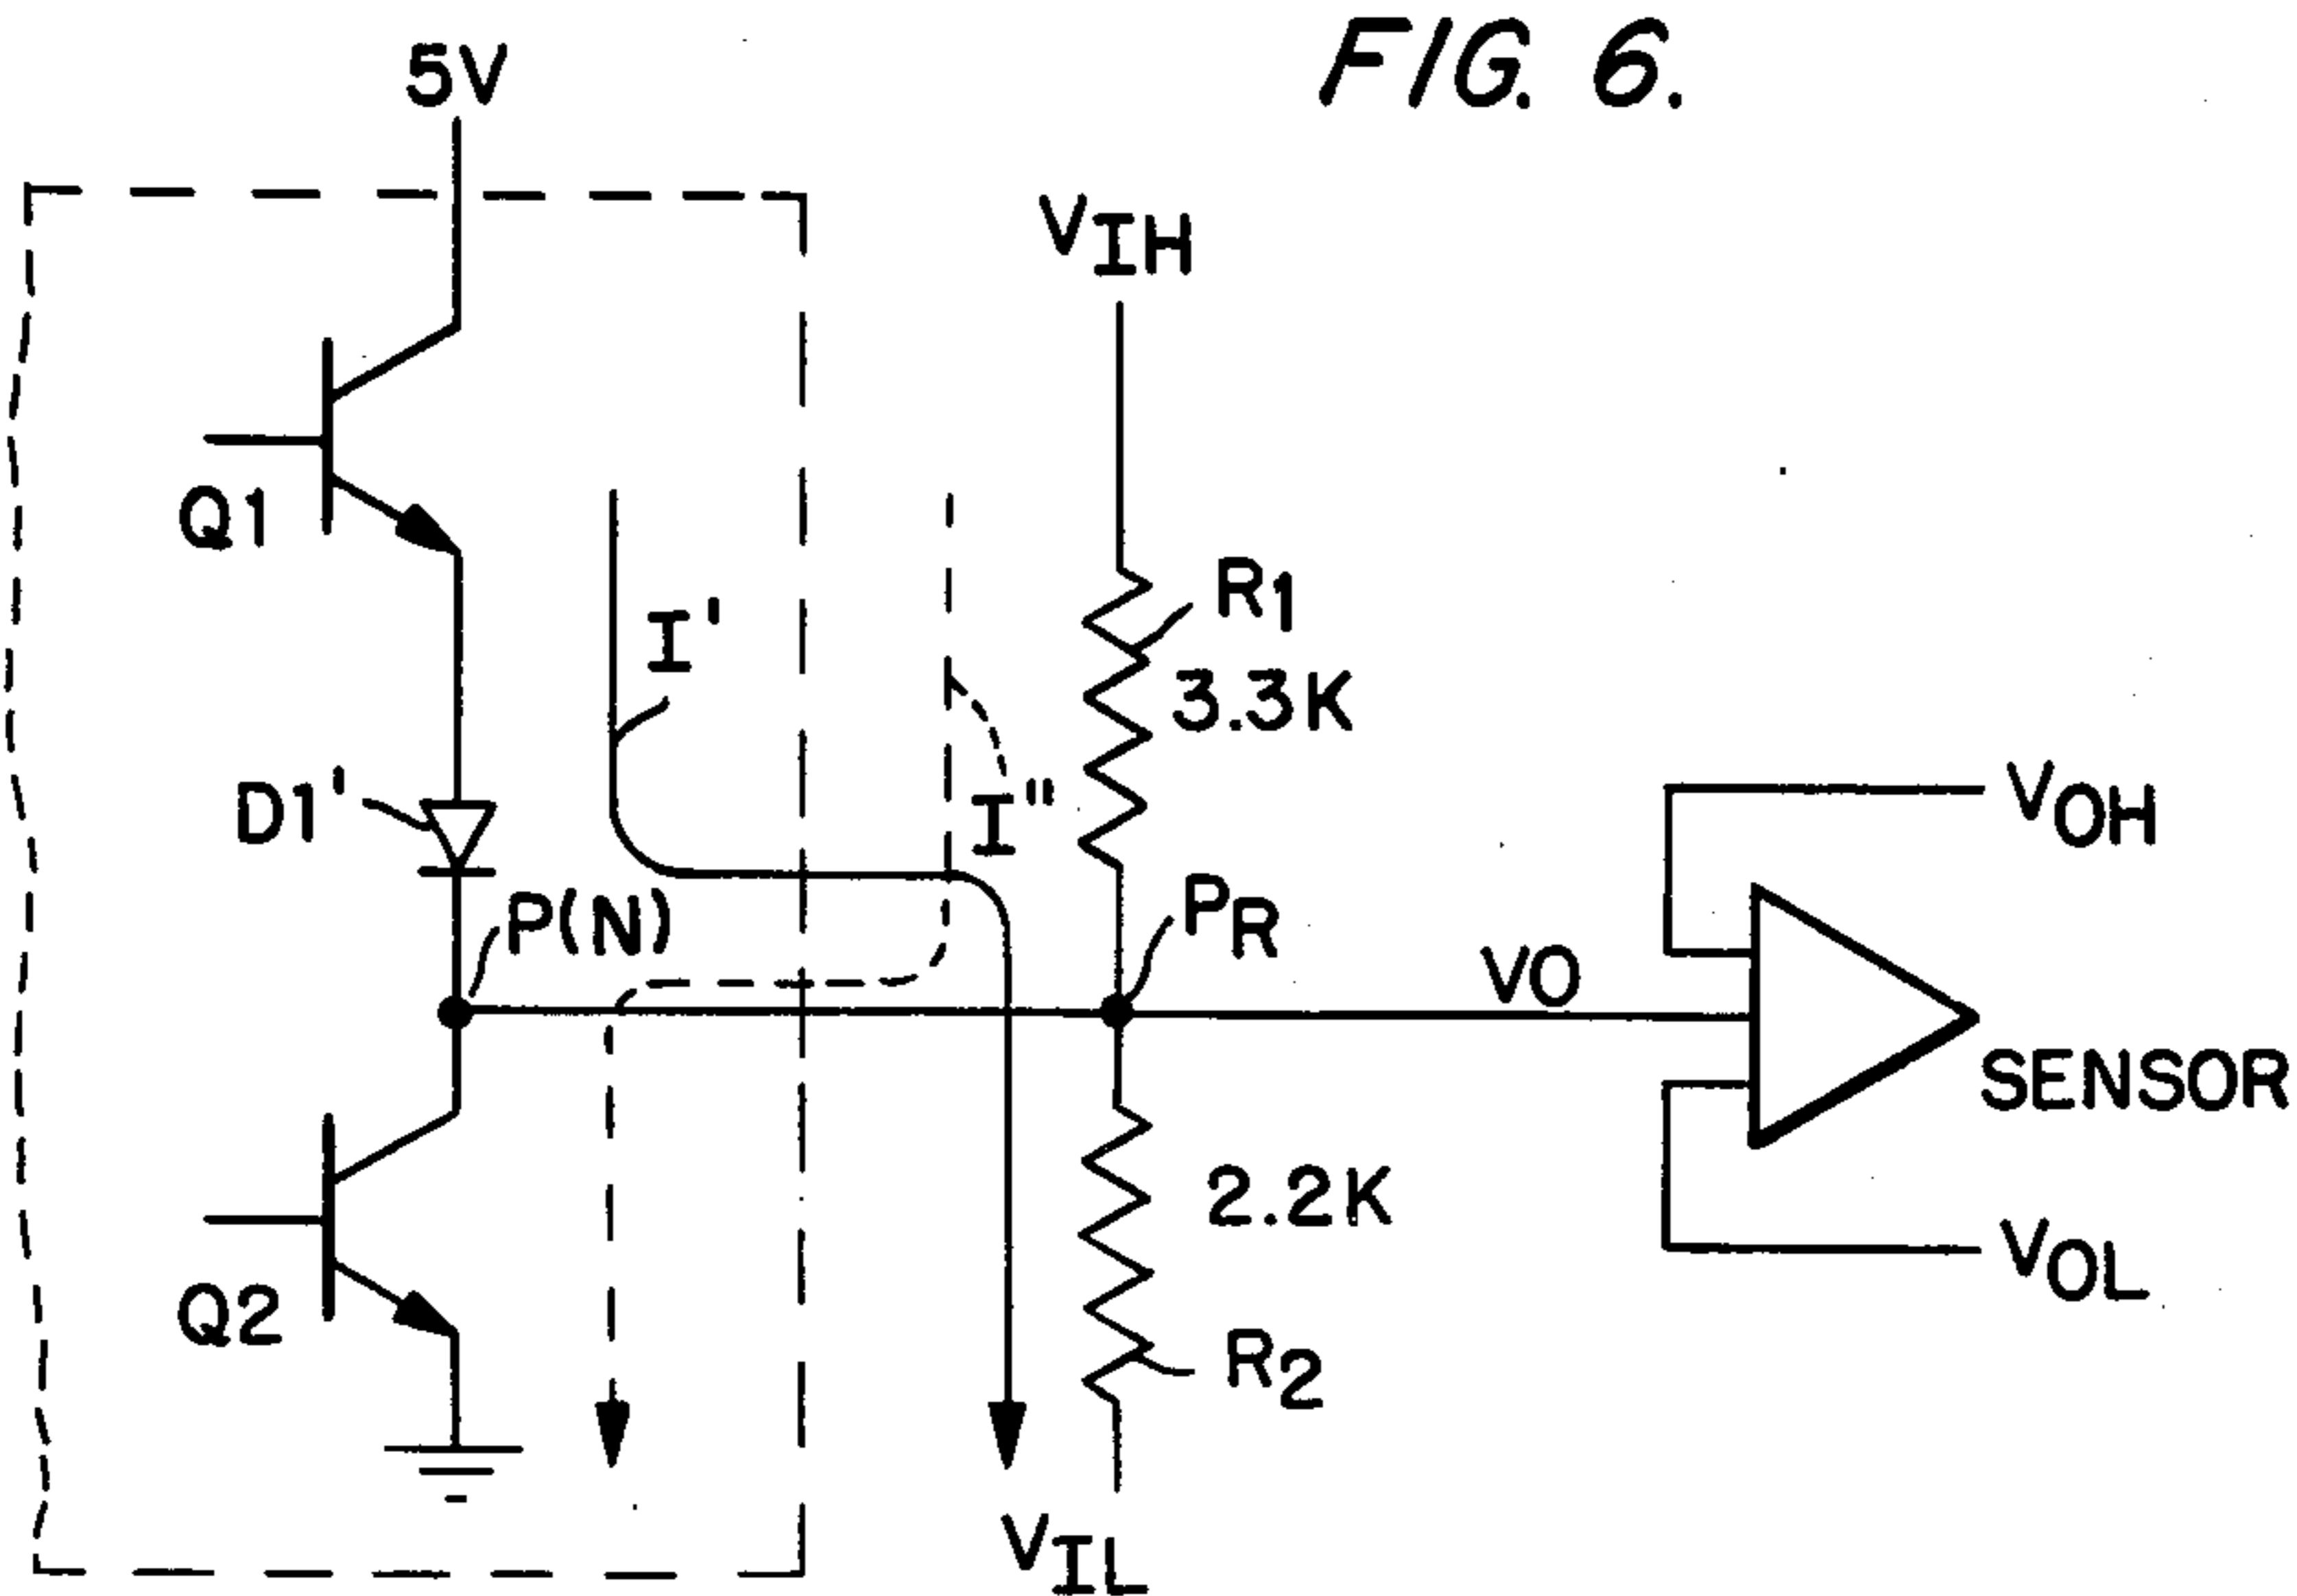 FIG. 6.
5V
VIH
Q1
R1
3.3K
I'
D1'
I"
VOH
P(N)
PR
VO
SENSOR
2.2K
Q2
R2
VOL
VIL